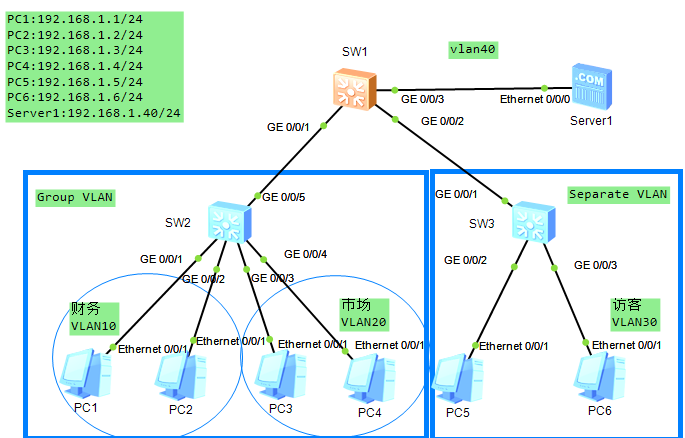 PC1:192.168.1.1/24
PC2:192.168.1.2/24
PC3:192.168.1.3/24
PC4:192.168.1.4/24
PC5:192.168.1.5/24
PC6:192.168.1.6/24
Server1:192.168.1.40/24
SW1
vlan40
.COM
GE 0/0/3
Ethernet 0/0/0
Server1
GE 0/0/1
GE 0/0/2
Group VLAN
GE 0/0/5
SW2
GE 0/0/1
GE 0/0/2
GE 0/0/3
GE 0/0/4
财务
VLAN10
市场
VLAN20
Ethernet 0/0/1
Ethernet 0/0/1
Ethernet 0/0/1
Ethernet 0/0/1
PC1
PC2
PC3
PC4
GE 0/0/1
Separate VLAN
SW3
GE 0/0/2
GE 0/0/3
访客
VLAN30
Ethernet 0/0/1
Ethernet 0/0/1
PC5
PC6